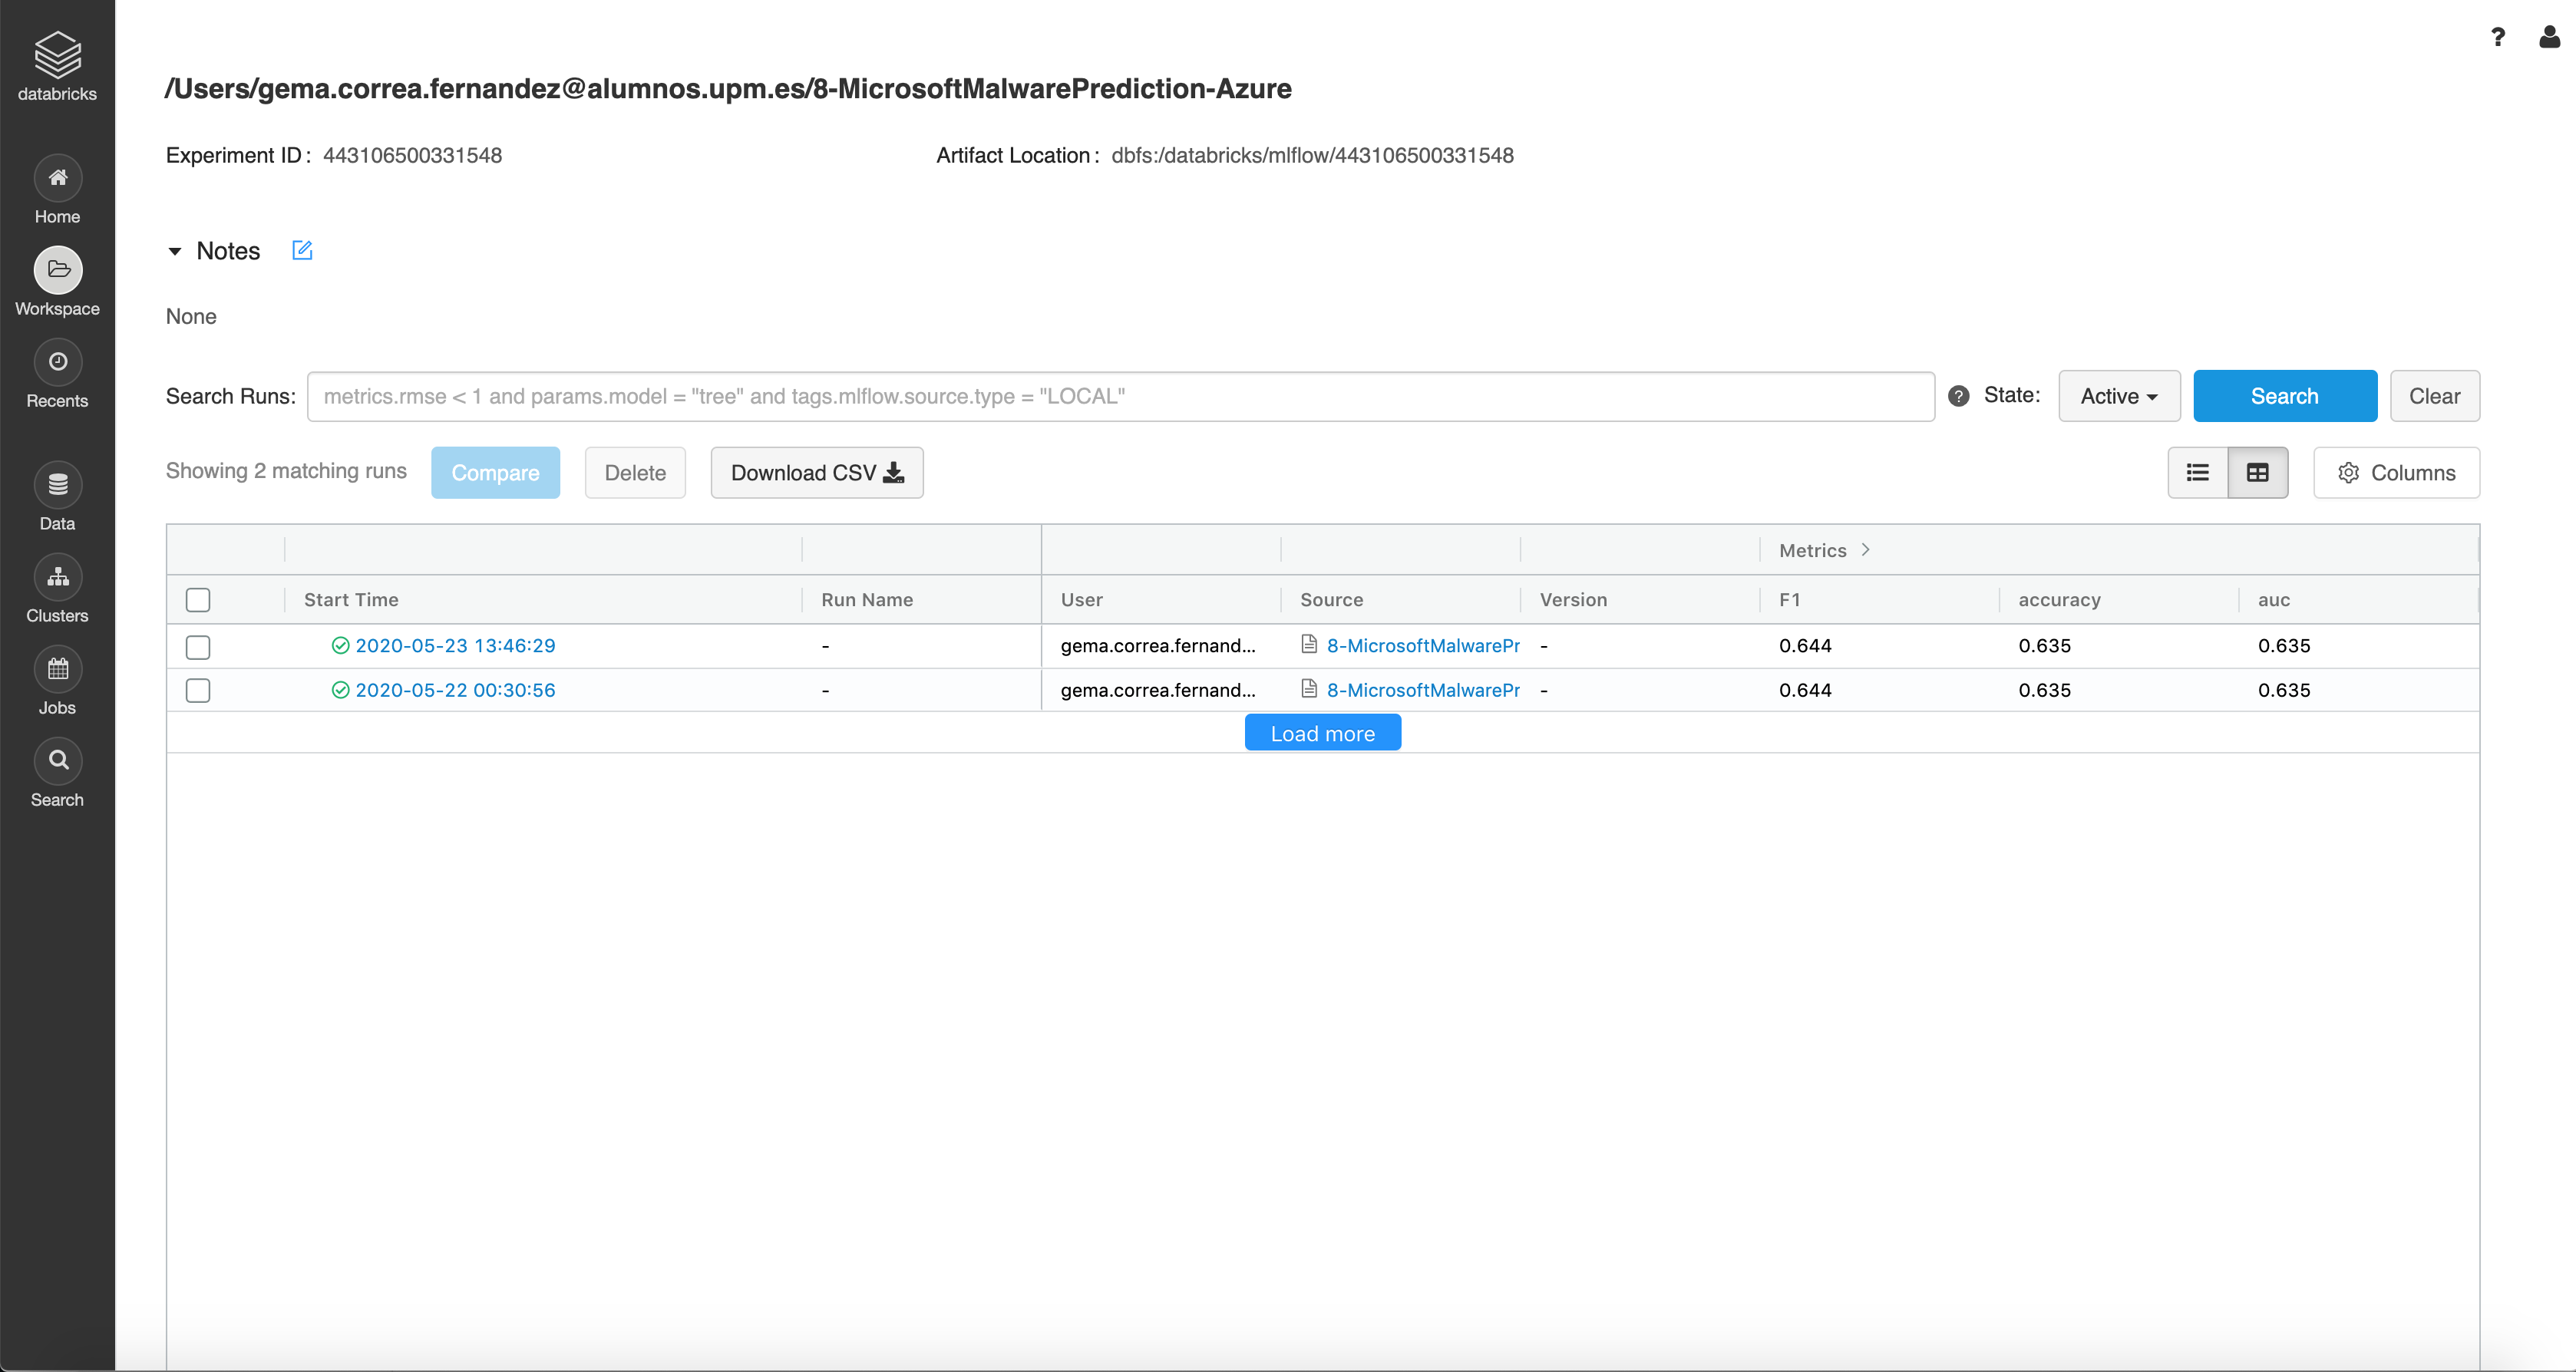 databricks
Home
Workspace
Recents
Data
Clusters
Jobs
Search
?
/Users/gema.correa.fernandez@alumnos.upm.es/8-MicrosoftMalwarePrediction-Azure
Experiment ID: 443106500331548
Artifact Location: dbfs:/databricks/mlflow/443106500331548
Notes
None
Search Runs: metrics.rmse < 1 and params.model = "tree" and tags.mlflow.source.type = "LOCAL" ? State: Active Search Clear
Showing 2 matching runs Compare Delete Download CSV Columns
Metrics >
Start Time Run Name User Source Version F1 accuracy auc
2020-05-23 13:46:29 - gema.correa.fernand... 8-MicrosoftMalwarePr - 0.644 0.635 0.635
2020-05-22 00:30:56 - gema.correa.fernand... 8-MicrosoftMalwarePr - 0.644 0.635 0.635
Load more